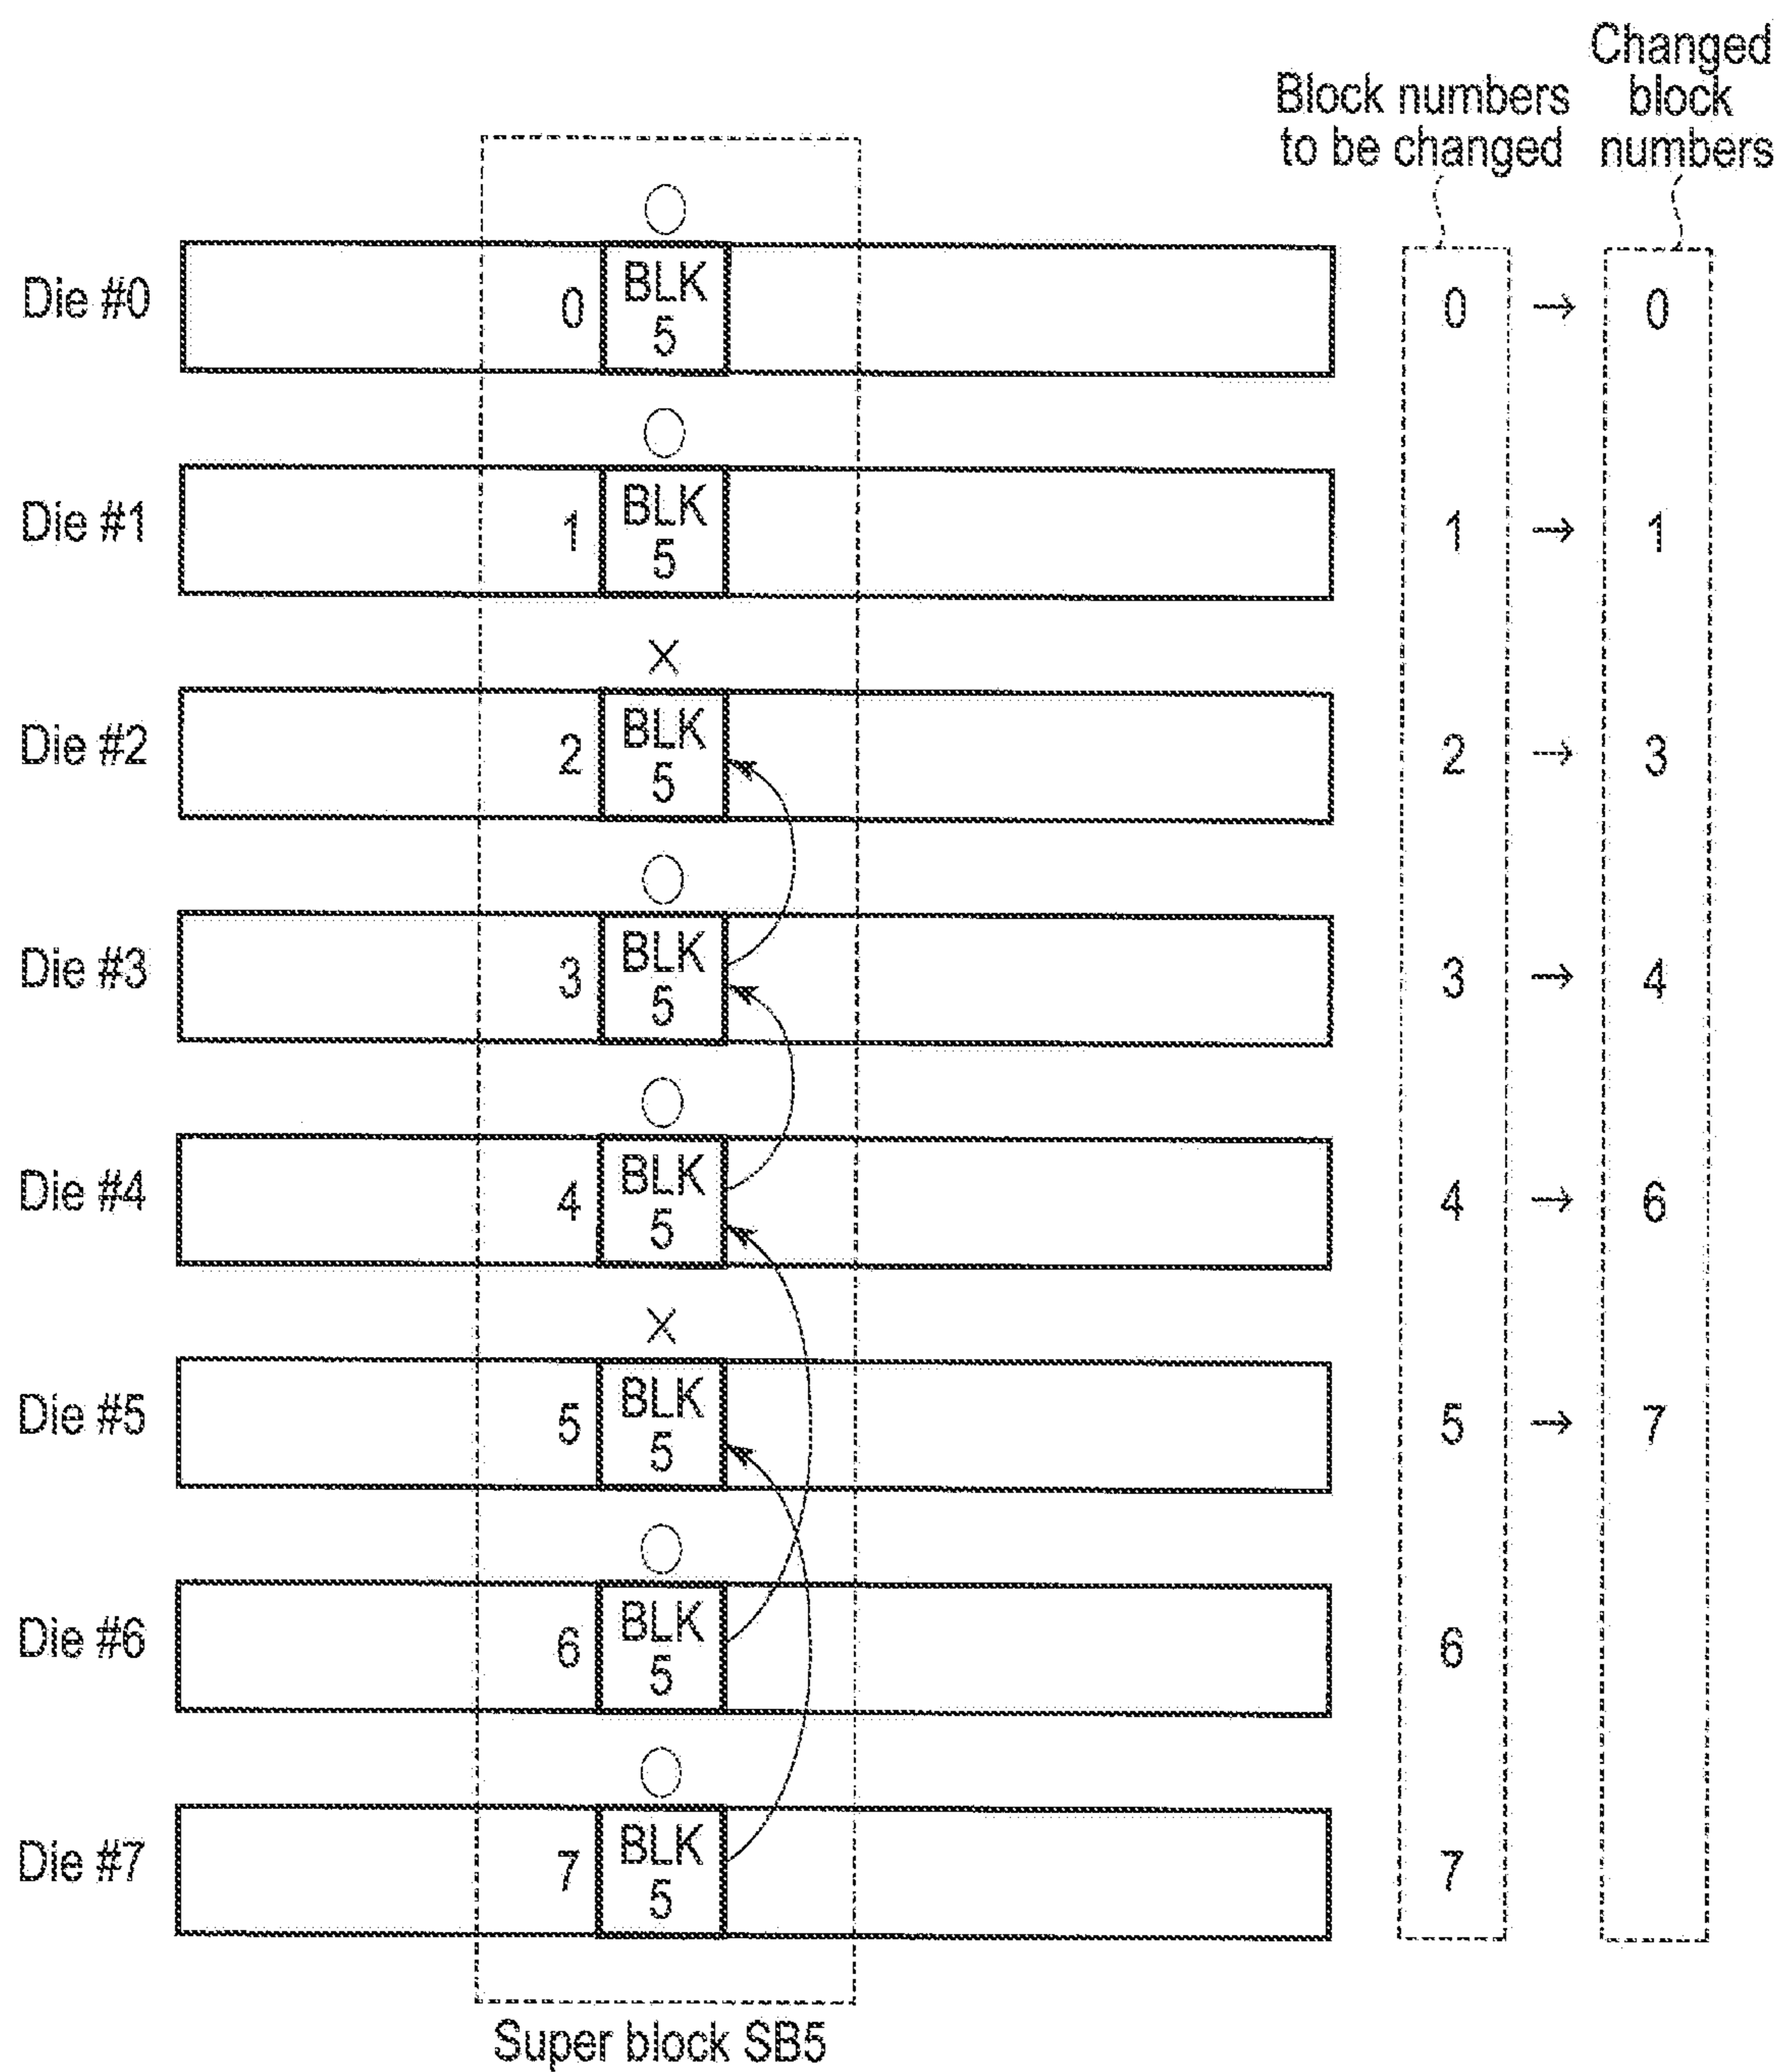 Changed
block
numbers
Block numbers
to be changed
Die #0
0
BLK
5
0 → 0
Die #1
1
BLK
5
1 → 1
×
Die #2
2
BLK
5
2 → 3
Die #3
3
BLK
5
3 → 4
Die #4
4
BLK
5
4 → 6
×
Die #5
5
BLK
5
5 → 7
Die #6
6
BLK
5
6
Die #7
7
BLK
5
7
Super block SB5